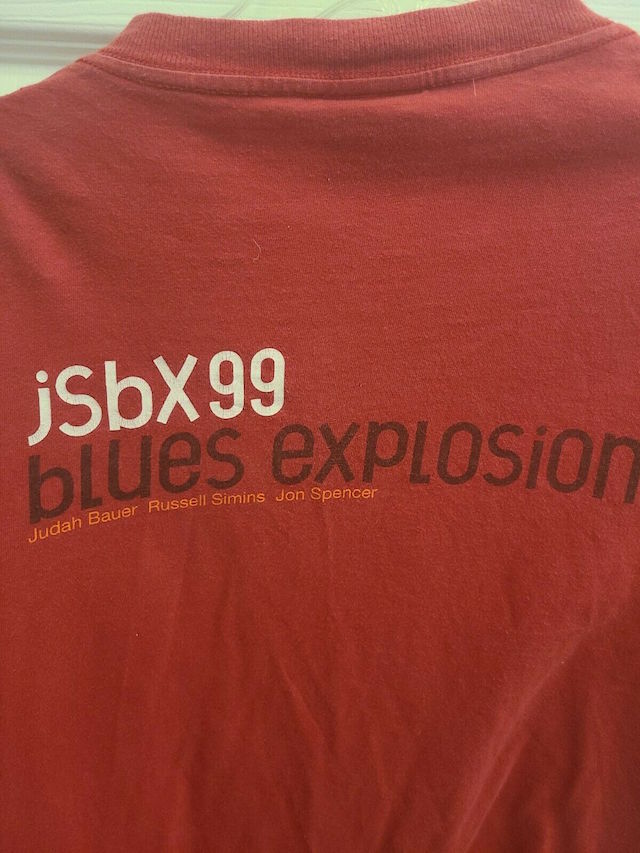 jSbX99
blues explosion
Judah Bauer Russell Simins Jon Spencer